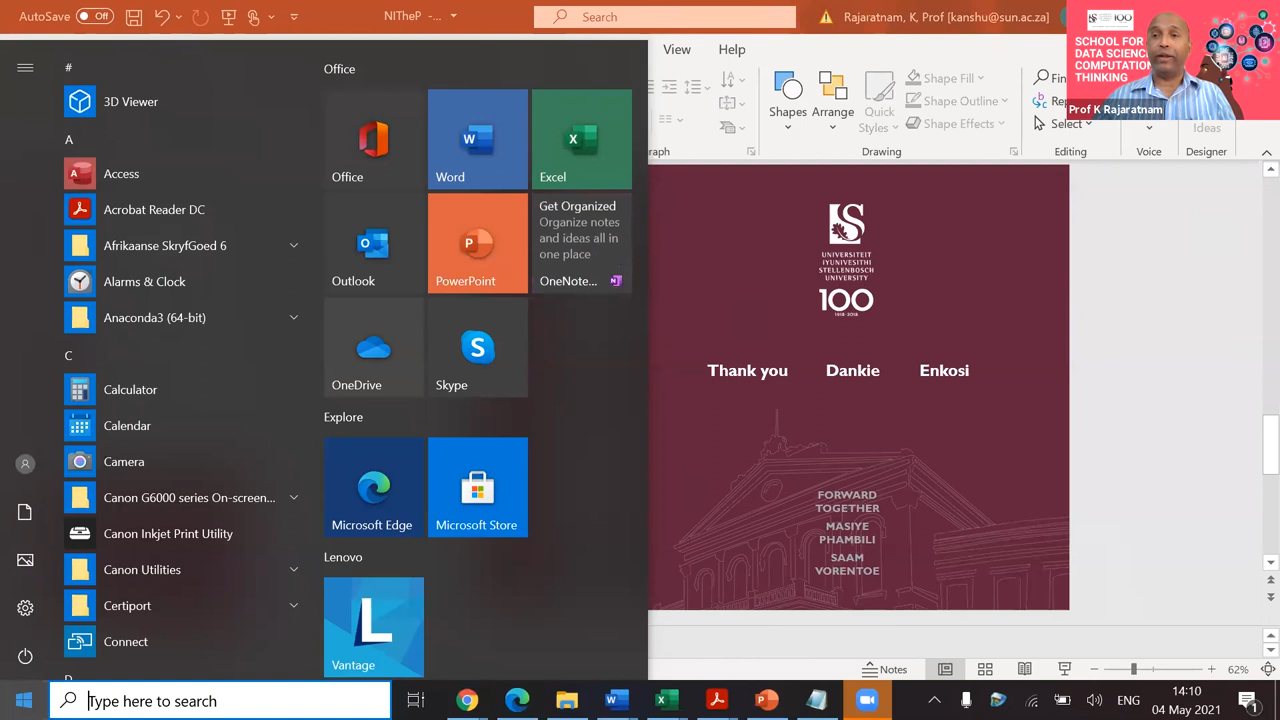 AutoSave Off
NIThePP -...
Search
Rajaratnam, K, Prof [kanshu@sun.ac.za]
100
SCHOOL FOR
DATA SCIENCE
COMPUTATION
THINKING
Prof K Rajaratnam
View Help
Shape Fill
Shape Outline
Shape Effects
Shapes
Arrange
Quick
Styles
Select
Ideas
Drawing
Editing
Voice
Designer
#
3D Viewer
A
Access
Acrobat Reader DC
Afrikaanse SkryfGoed 6
Alarms & Clock
Anaconda3 (64-bit)
C
Calculator
Calendar
Camera
Canon G6000 series On-screen...
Canon Inkjet Print Utility
Canon Utilities
Certiport
Connect
Office
Office
Word
Excel
Outlook
PowerPoint
Get Organized
Organize notes
and ideas all in
one place
OneNote...
OneDrive
Skype
Explore
Microsoft Edge
Microsoft Store
Lenovo
Vantage
UNIVERSITEIT
IYUNIVESITHI
STELLENBOSCH
UNIVERSITY
100
1918·2018
Thank you Dankie Enkosi
FORWARD
TOGETHER
MASIYE
PHAMBILI
SAAM
VORENTOE
Notes
62%
Type here to search
ENG
14:10
04 May 2021
1